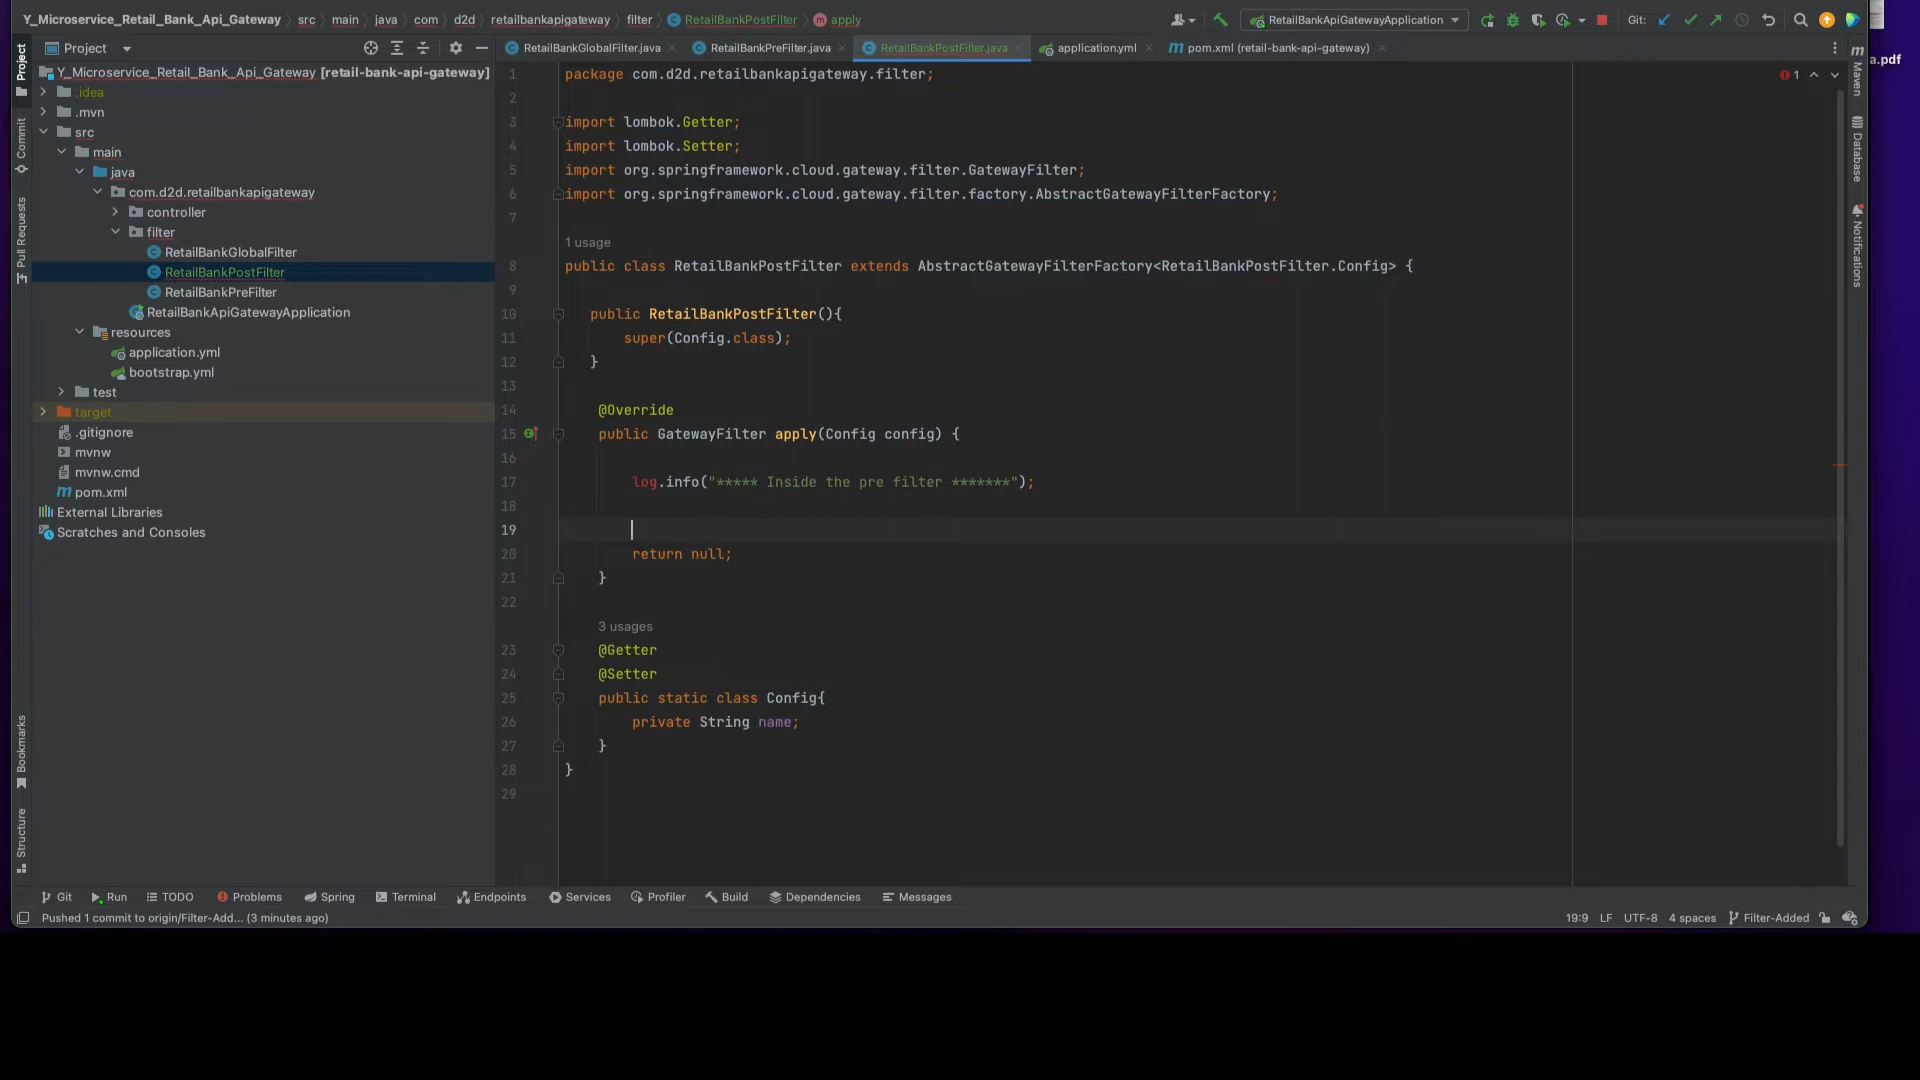 Y_Microservice_Retail_Bank_Api_Gateway src main java com d2d retailbankapigateway filter RetailBankPostFilter apply RetailBankApiGatewayApplication Git:
Project RetailBankGlobalFilter.java RetailBankPreFilter.java RetailBankPostFilter.java application.yml pom.xml (retail-bank-api-gateway)
a.pdf
Y_Microservice_Retail_Bank_Api_Gateway [retail-bank-api-gateway]
.idea
.mvn
src
main
java
com.d2d.retailbankapigateway
controller
filter
RetailBankGlobalFilter
RetailBankPostFilter
RetailBankPreFilter
RetailBankApiGatewayApplication
resources
application.yml
bootstrap.yml
test
target
.gitignore
mvnw
mvnw.cmd
pom.xml
External Libraries
Scratches and Consoles
Project
Commit
Pull Requests
Bookmarks
Structure
1 package com.d2d.retailbankapigateway.filter; 1
2
3 import lombok.Getter;
4 import lombok.Setter;
5 import org.springframework.cloud.gateway.filter.GatewayFilter;
6 import org.springframework.cloud.gateway.filter.factory.AbstractGatewayFilterFactory;
7
1 usage
8 public class RetailBankPostFilter extends AbstractGatewayFilterFactory<RetailBankPostFilter.Config> {
9
10 public RetailBankPostFilter(){
11 super(Config.class);
12 }
13
14 @Override
15 public GatewayFilter apply(Config config) {
16
17 log.info("***** Inside the pre filter *******");
18
19
20 return null;
21 }
22
3 usages
23 @Getter
24 @Setter
25 public static class Config{
26 private String name;
27 }
28 }
29
m
Maven
Database
Notifications
Git Run TODO Problems Spring Terminal Endpoints Services Profiler Build Dependencies Messages
Pushed 1 commit to origin/Filter-Add... (3 minutes ago) 19:9 LF UTF-8 4 spaces Filter-Added